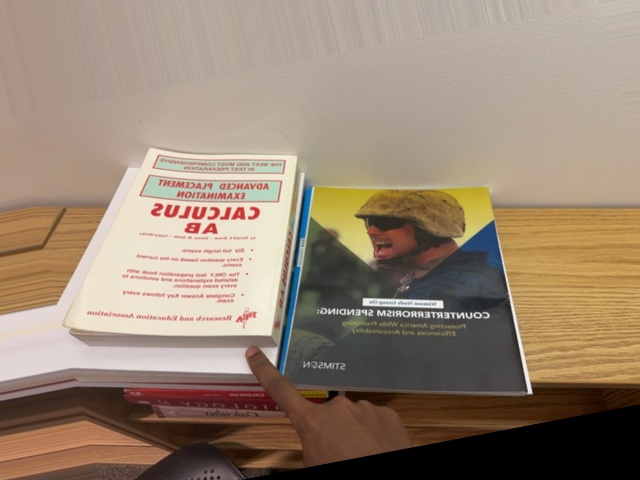 THE BEST AND MOST COMPREHENSIVE
IN TEST PREPARATION
ADVANCED PLACEMENT
EXAMINATION
CALCULUS
AB
Six full length exams.
Every question based on the current
exams.
The ONLY test preparation book with
detailed explanations and solutions to
every exam question.
Complete answer Key follows every
exam.
REA
Research and Education Association
Stimson Study Group On
COUNTERTERRORISM SPENDING:
Protecting America While Promoting
Efficiencies and Accountability
STIMSON